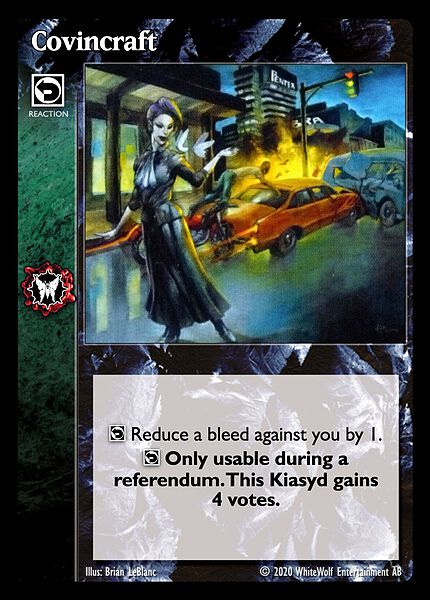 Covincraft
REACTION
PENTEX
Reduce a bleed against you by 1.
Only usable during a
referendum. This Kiasyd gains
4 votes.
Illus: Brian LeBlanc © 2020 WhiteWolf Entertainment AB